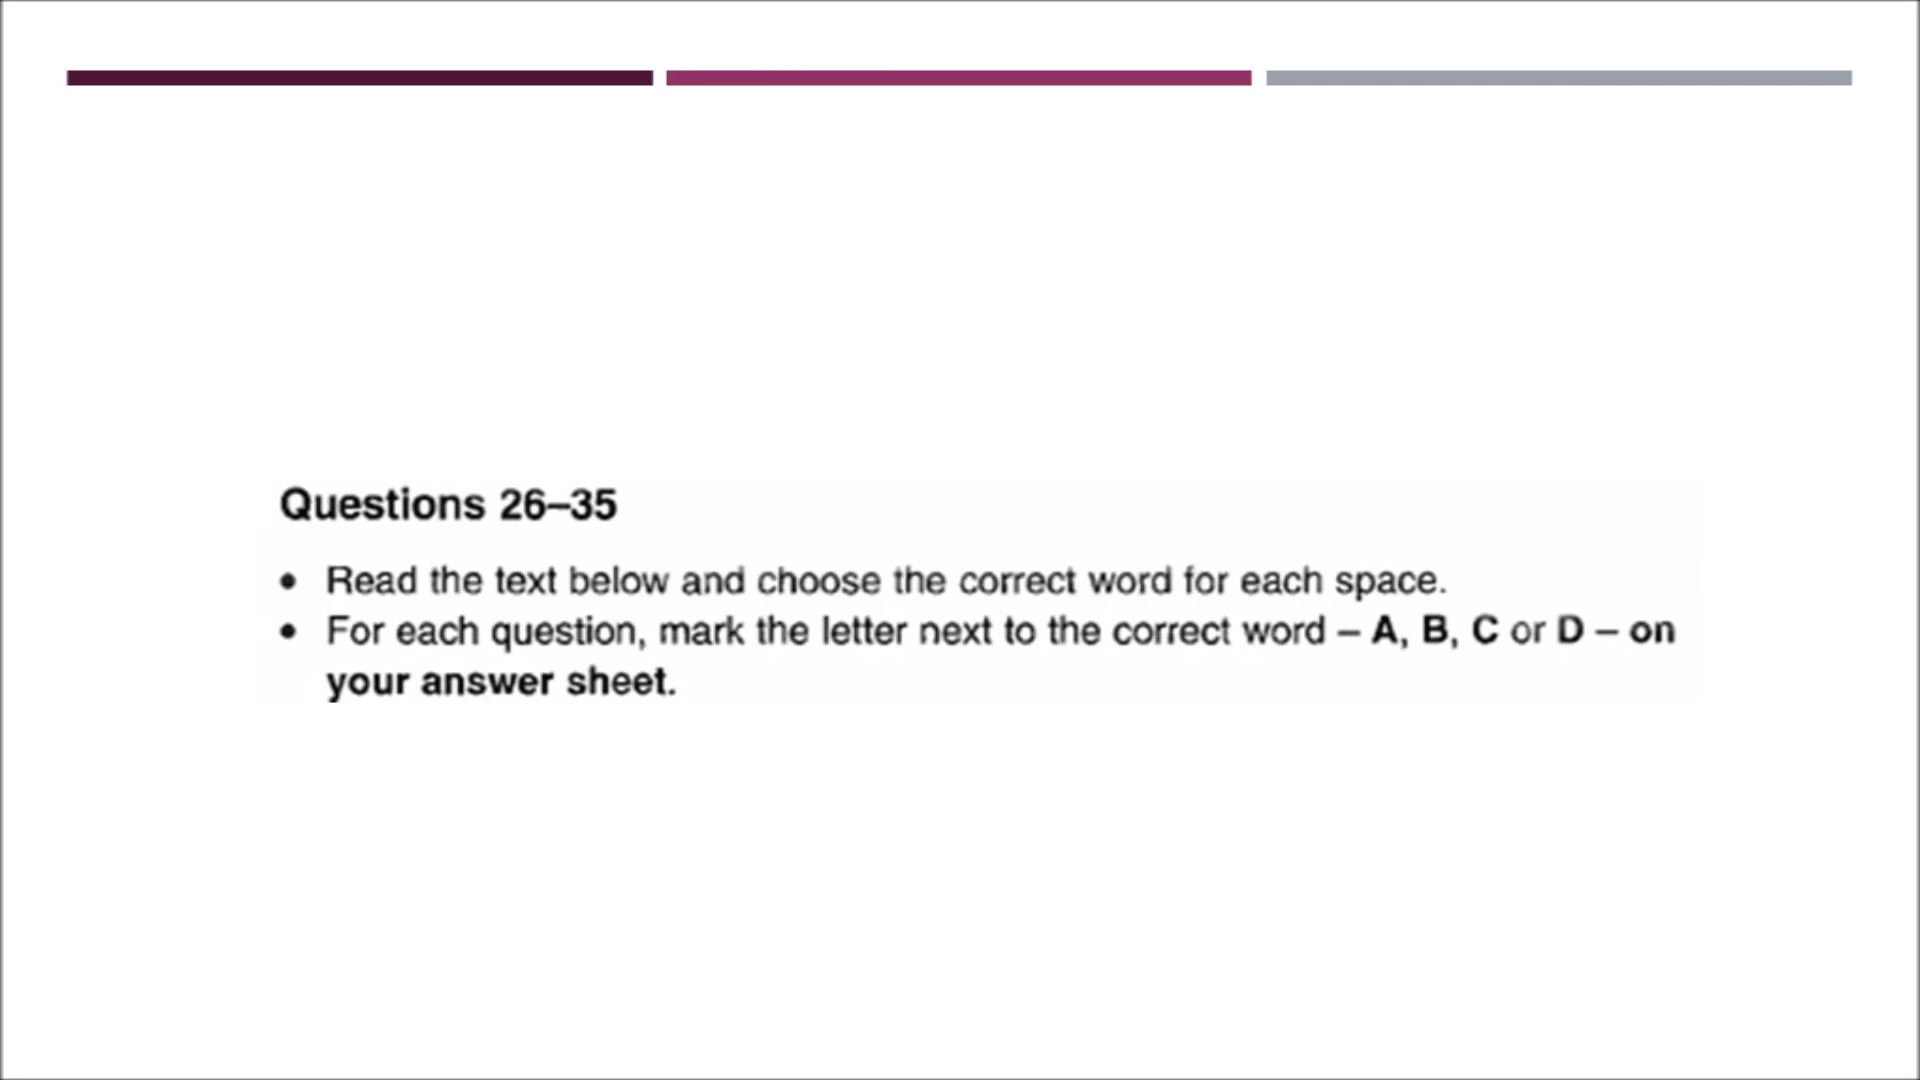 Questions 26–35
• Read the text below and choose the correct word for each space.
• For each question, mark the letter next to the correct word – A, B, C or D – on
your answer sheet.